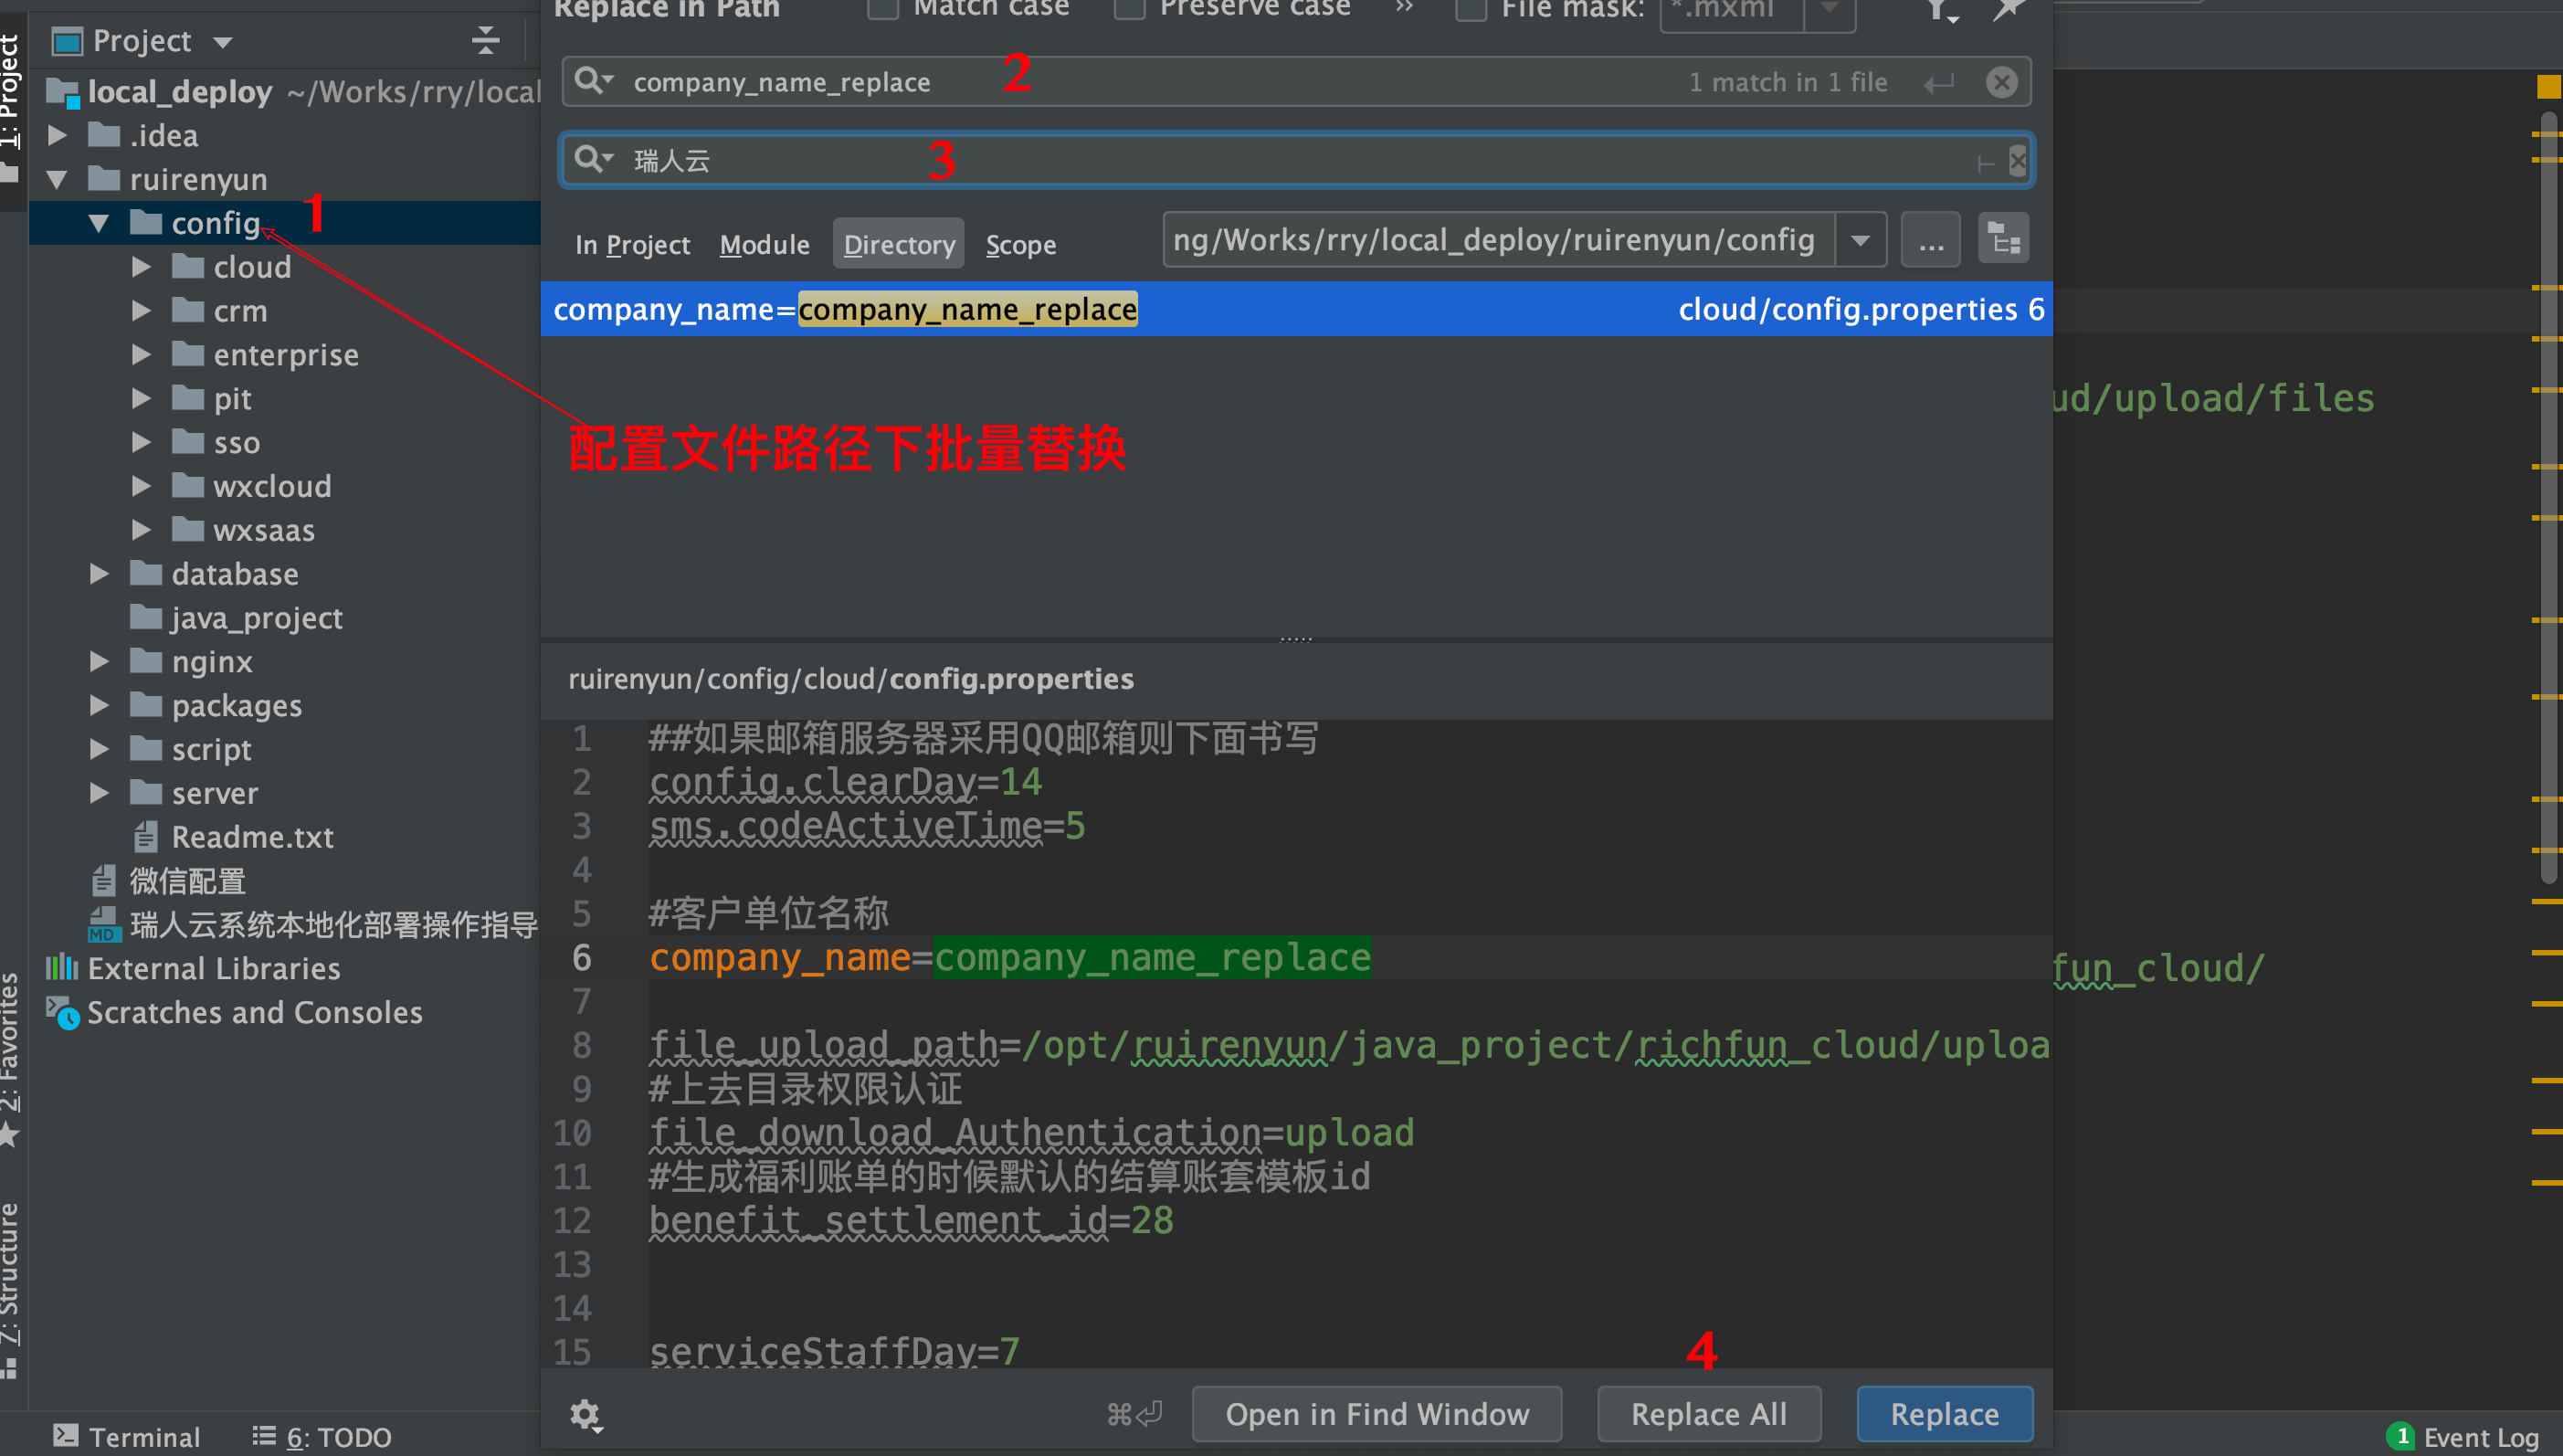 Replace in Path
Match case
Preserve case
»
File mask:
*.mxml
1: Project
Project
company_name_replace
2
1 match in 1 file
local_deploy ~/Works/rry/local
.idea
瑞人云
3
ruirenyun
1
config
In Project
Module
Directory
Scope
ng/Works/rry/local_deploy/ruirenyun/config
...
cloud
company_name=company_name_replace
cloud/config.properties 6
crm
enterprise
pit
ud/upload/files
sso
配置文件路径下批量替换
wxcloud
wxsaas
database
java_project
nginx
ruirenyun/config/cloud/config.properties
packages
script
server
Readme.txt
微信配置
MD 瑞人云系统本地化部署操作指导
External Libraries
Scratches and Consoles
1 ##如果邮箱服务器采用QQ邮箱则下面书写
2 config.clearDay=14
3 sms.codeActiveTime=5
4
5 #客户单位名称
6 company_name=company_name_replace
fun_cloud/
7
8 file_upload_path=/opt/ruirenyun/java_project/richfun_cloud/uploa
9 #上去目录权限认证
10 file_download_Authentication=upload
11 #生成福利账单的时候默认的结算账套模板id
12 benefit_settlement_id=28
13
14
15 serviceStaffDay=7
2: Favorites
7: Structure
4
⌘⏎
Open in Find Window
Replace All
Replace
Terminal
6: TODO
1 Event Log